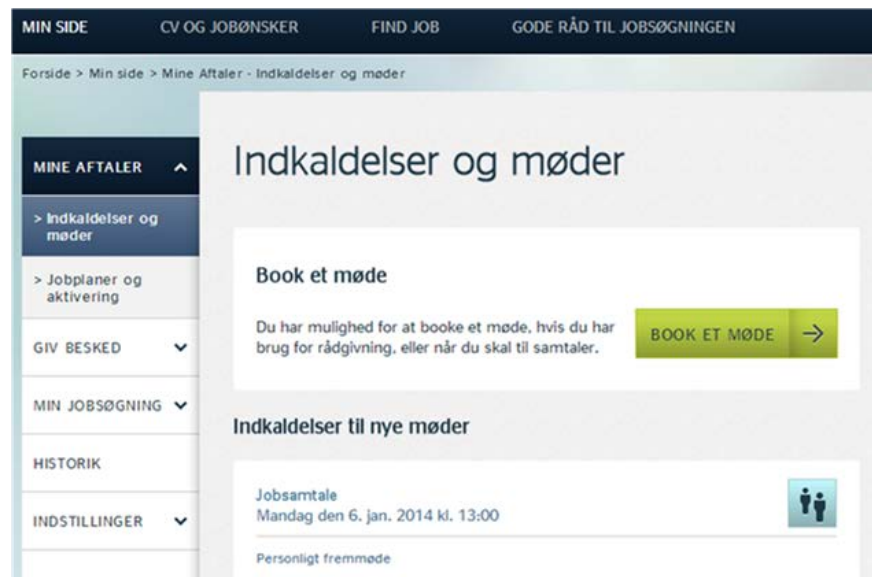 MIN SIDE CV OG JOBØNSKER FIND JOB GODE RÅD TIL JOBSØGNINGEN
Forside > Min side > Mine Aftaler - Indkaldelser og møder
MINE AFTALER
> Indkaldelser og
møder
> Jobplaner og
aktivering
GIV BESKED
MIN JOBSØGNING
HISTORIK
INDSTILLINGER
Indkaldelser og møder
Book et møde
Du har mulighed for at booke et møde, hvis du har
brug for rådgivning, eller når du skal til samtaler.
BOOK ET MØDE
Indkaldelser til nye møder
Jobsamtale
Mandag den 6. jan. 2014 kl. 13:00
Personligt fremmøde